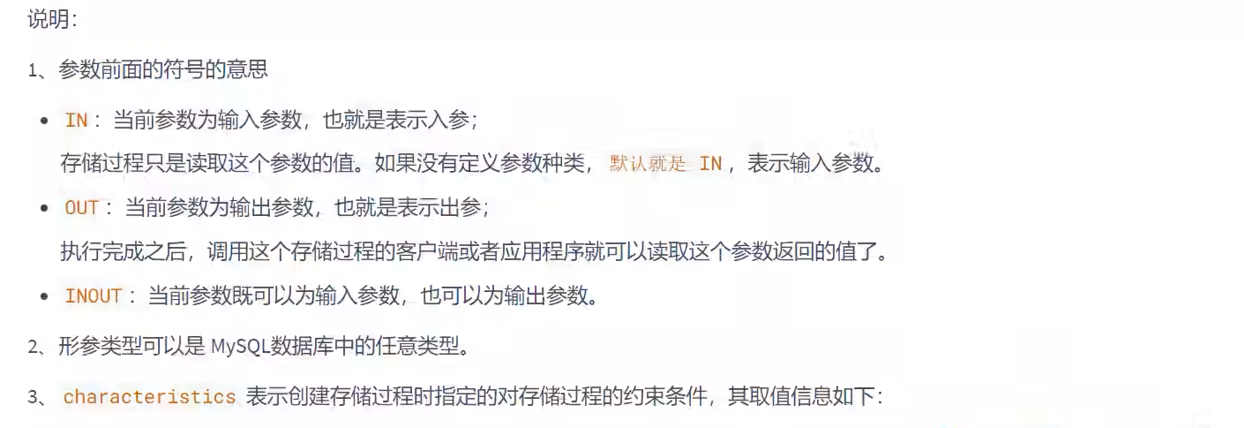 说明：
1、参数前面的符号的意思
• IN：当前参数为输入参数，也就是表示入参；
存储过程只是读取这个参数的值。如果没有定义参数种类，默认就是 IN，表示输入参数。
• OUT：当前参数为输出参数，也就是表示出参；
执行完成之后，调用这个存储过程的客户端或者应用程序就可以读取这个参数返回的值了。
• INOUT：当前参数既可以为输入参数，也可以为输出参数。
2、形参类型可以是 MySQL数据库中的任意类型。
3、characteristics 表示创建存储过程时指定的对存储过程的约束条件，其取值信息如下：